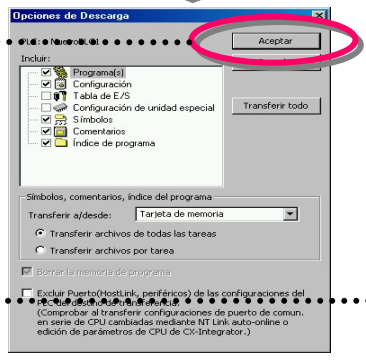 Opciones de Descarga
PLC: NuevoPLC1
Aceptar
Incluir:
Programa(s)
Configuración
Tabla de E/S
Configuración de unidad especial
Símbolos
Comentarios
Índice de programa
Transferir todo
Símbolos, comentarios, índice del programa
Transferir a/desde:
Tarjeta de memoria
Transferir archivos de todas las tareas
Transferir archivos por tarea
Borrar la memoria de programa
Excluir Puerto(HostLink, periféricos) de las configuraciones del
PLC del destino de transferencia.
(Comprobar al transferir configuraciones de puerto de comun.
en serie de CPU cambiadas mediante NT Link auto-online o
edición de parámetros de CPU de CX-Integrator.)